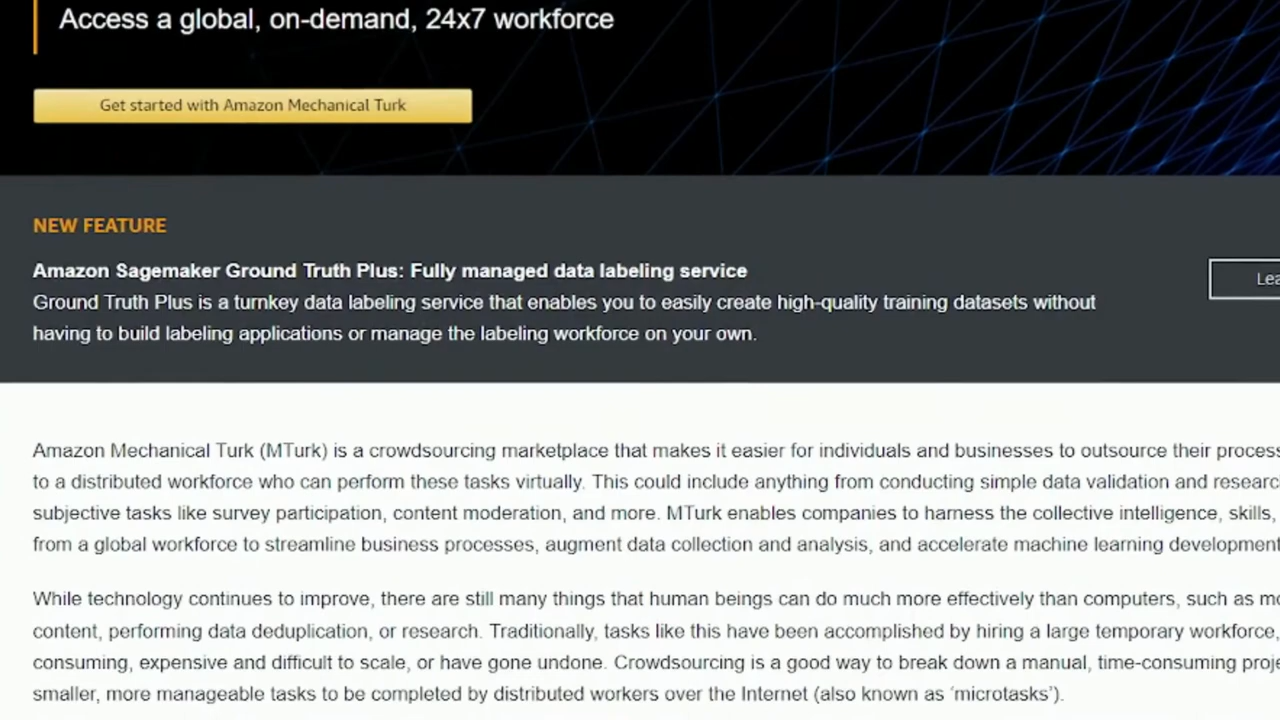 Access a global, on-demand, 24x7 workforce
Get started with Amazon Mechanical Turk
NEW FEATURE
Amazon Sagemaker Ground Truth Plus: Fully managed data labeling service
Ground Truth Plus is a turnkey data labeling service that enables you to easily create high-quality training datasets without
having to build labeling applications or manage the labeling workforce on your own.
Lea
Amazon Mechanical Turk (MTurk) is a crowdsourcing marketplace that makes it easier for individuals and businesses to outsource their process
to a distributed workforce who can perform these tasks virtually. This could include anything from conducting simple data validation and researc
subjective tasks like survey participation, content moderation, and more. MTurk enables companies to harness the collective intelligence, skills,
from a global workforce to streamline business processes, augment data collection and analysis, and accelerate machine learning development
While technology continues to improve, there are still many things that human beings can do much more effectively than computers, such as mo
content, performing data deduplication, or research. Traditionally, tasks like this have been accomplished by hiring a large temporary workforce,
consuming, expensive and difficult to scale, or have gone undone. Crowdsourcing is a good way to break down a manual, time-consuming proje
smaller, more manageable tasks to be completed by distributed workers over the Internet (also known as ‘microtasks’).